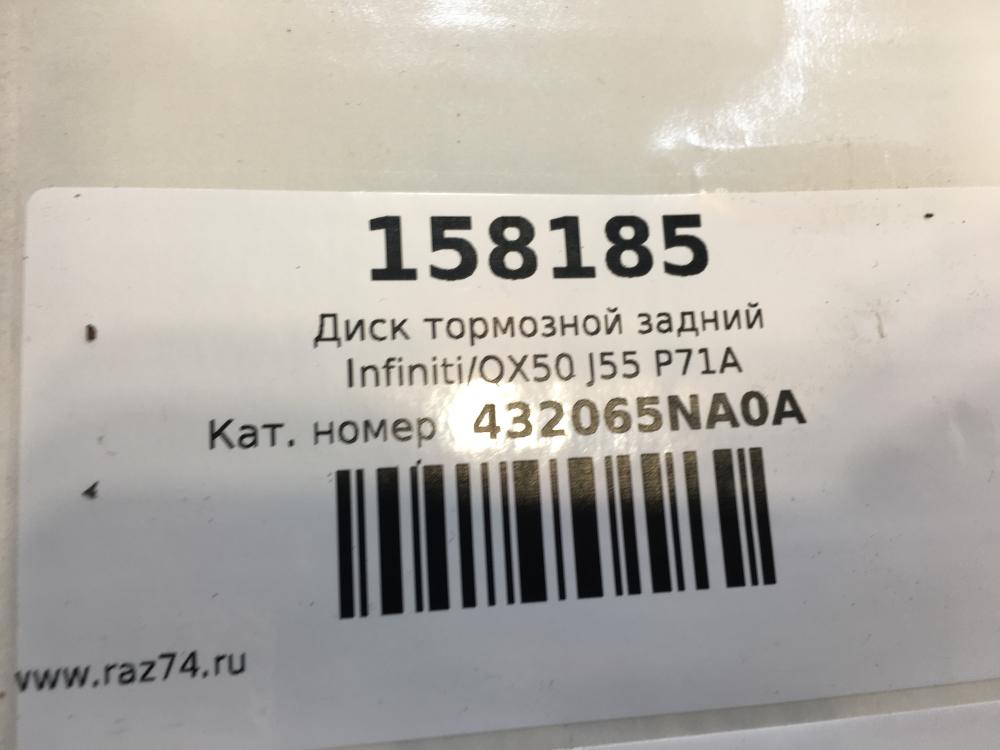 158185
Диск тормозной задний
Infiniti/QX50 J55 P71A
Кат. номер 432065NA0A
www.raz74.ru